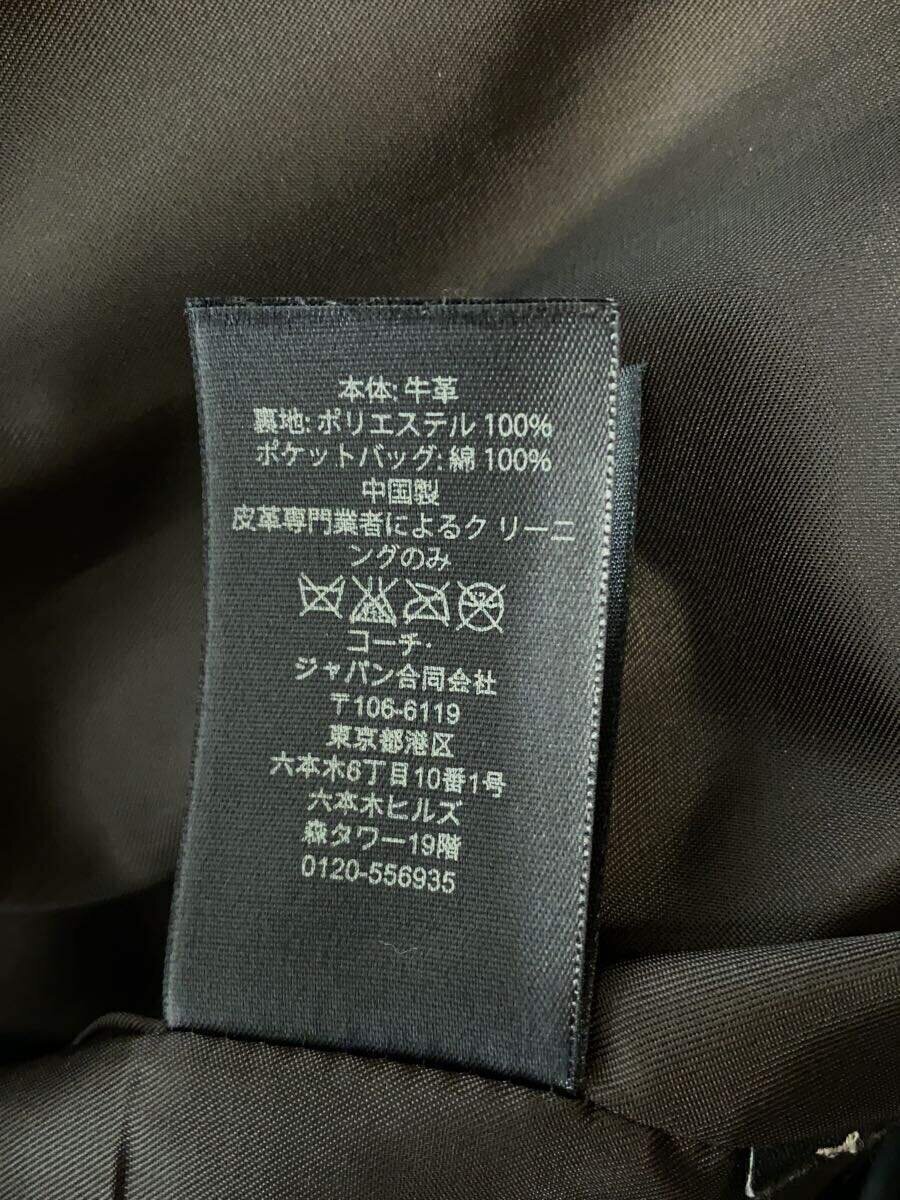 本体: 牛革
裏地: ポリエステル 100%
ポケットバッグ: 綿 100%
中国製
皮革専門業者によるク リーニ
ングのみ
コーチ・
ジャパン合同会社
〒106-6119
東京都港区
六本木6丁目10番1号
六本木ヒルズ
森タワー19階
0120-556935